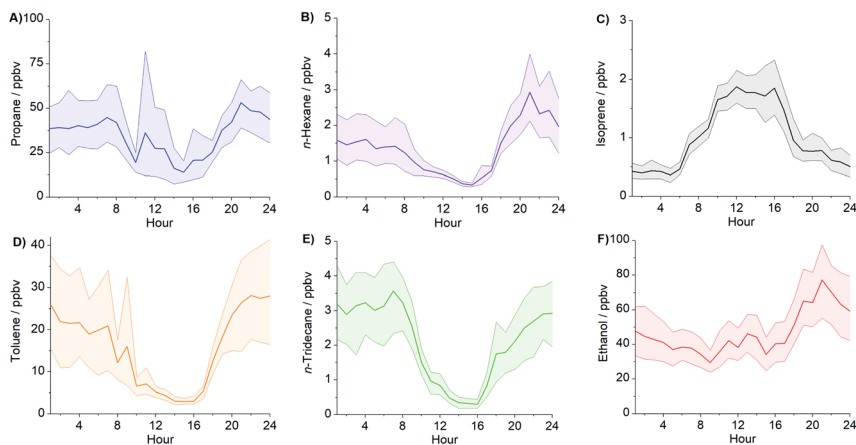 A)
100
75
50
25
0
Propane / ppbv
4 8 12 16 20 24
Hour
B)
5
4
3
2
1
0
n-Hexane / ppbv
4 8 12 16 20 24
Hour
C)
3
2
1
0
Isoprene / ppbv
4 8 12 16 20 24
Hour
D)
40
30
20
10
0
Toluene / ppbv
4 8 12 16 20 24
Hour
E)
5
4
3
2
1
0
n-Tridecane / ppbv
4 8 12 16 20 24
Hour
F)
100
80
60
40
20
0
Ethanol / ppbv
4 8 12 16 20 24
Hour